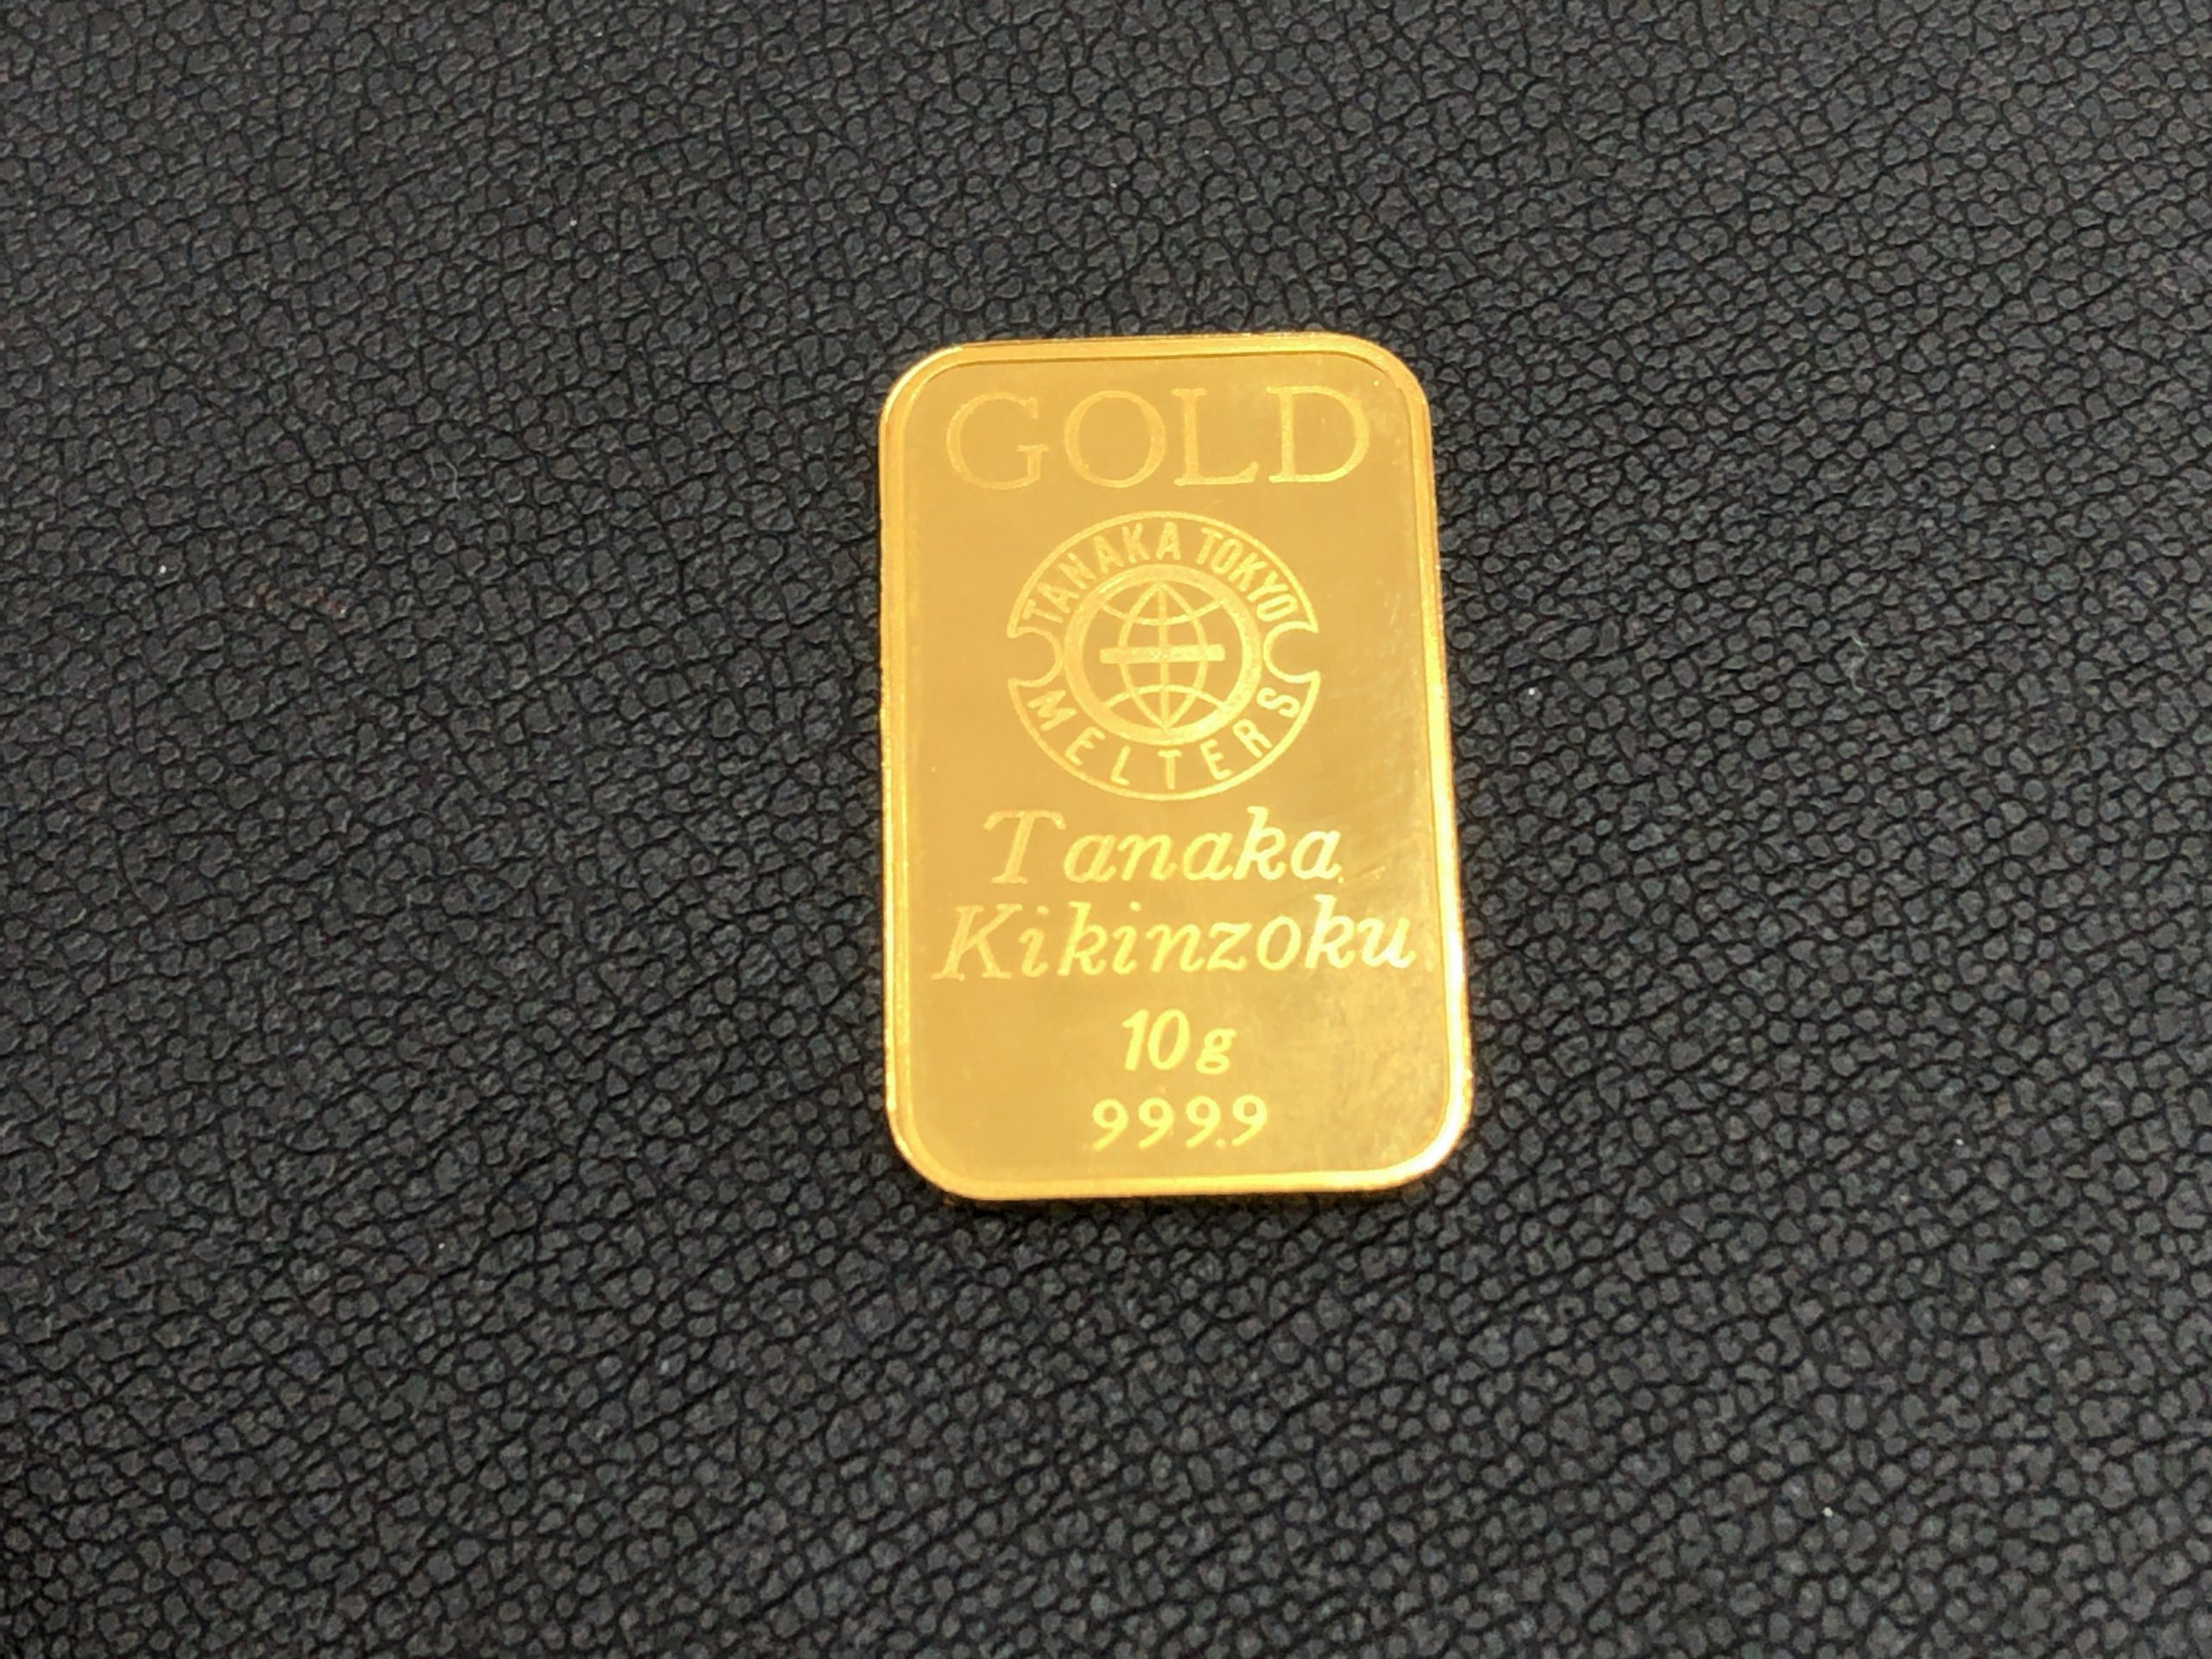 GOLD
TANAKA TOKYO
MELTERS
Tanaka
Kikinzoku
10g
999.9